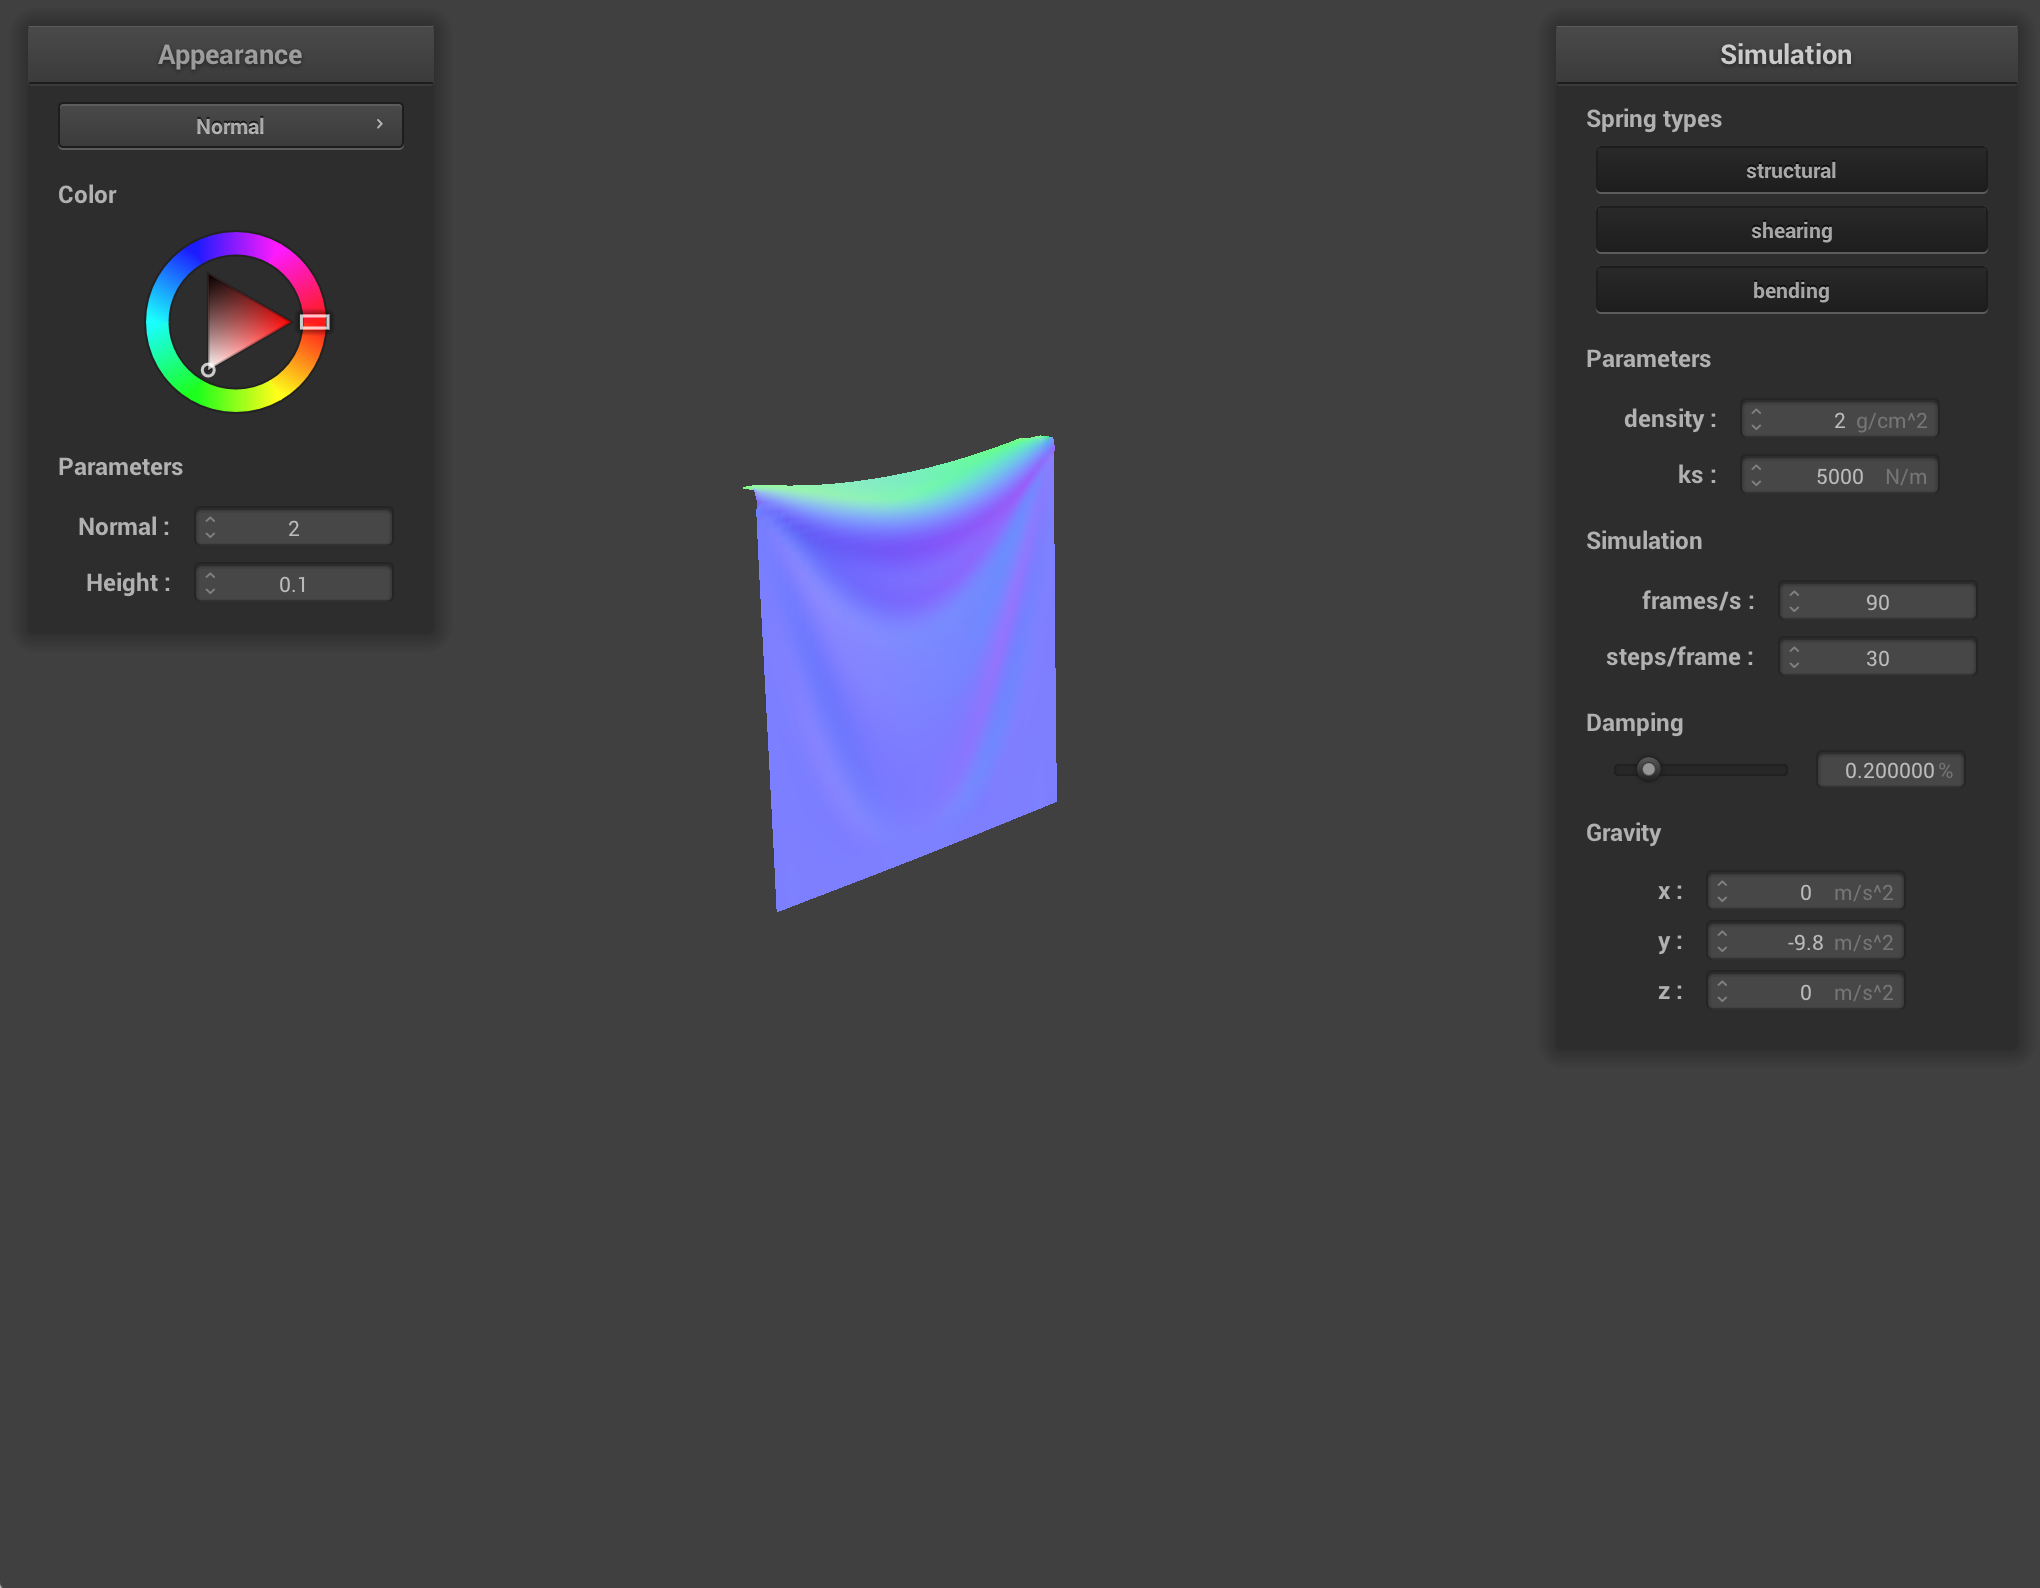 Appearance
Normal
Color
Parameters
Normal : 2
Height : 0.1
Simulation
Spring types
structural
shearing
bending
Parameters
density : 2 g/cm^2
ks : 5000 N/m
Simulation
frames/s : 90
steps/frame : 30
Damping
0.200000 %
Gravity
x : 0 m/s^2
y : -9.8 m/s^2
z : 0 m/s^2